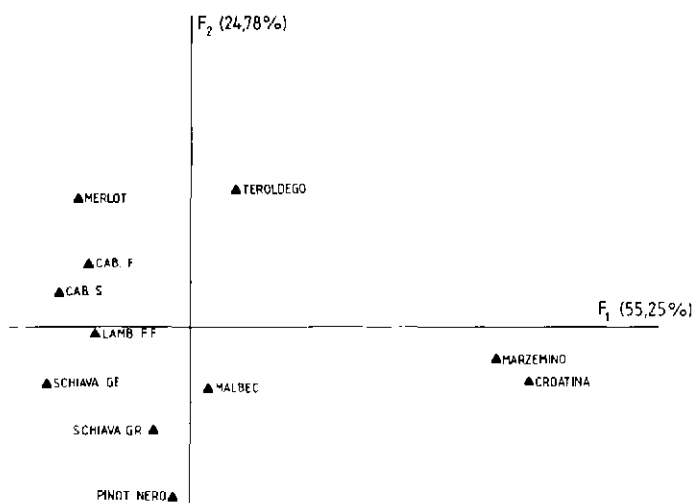 F₂ (24,78%)
TEROLDEGO
MERLOT
CAB. F
CAB. S
F₁ (55,25%)
LAMB. F.F
MARZEMINO
SCHIAVA GE
CROATINA
MALBEC
SCHIAVA GR
PINOT NERO